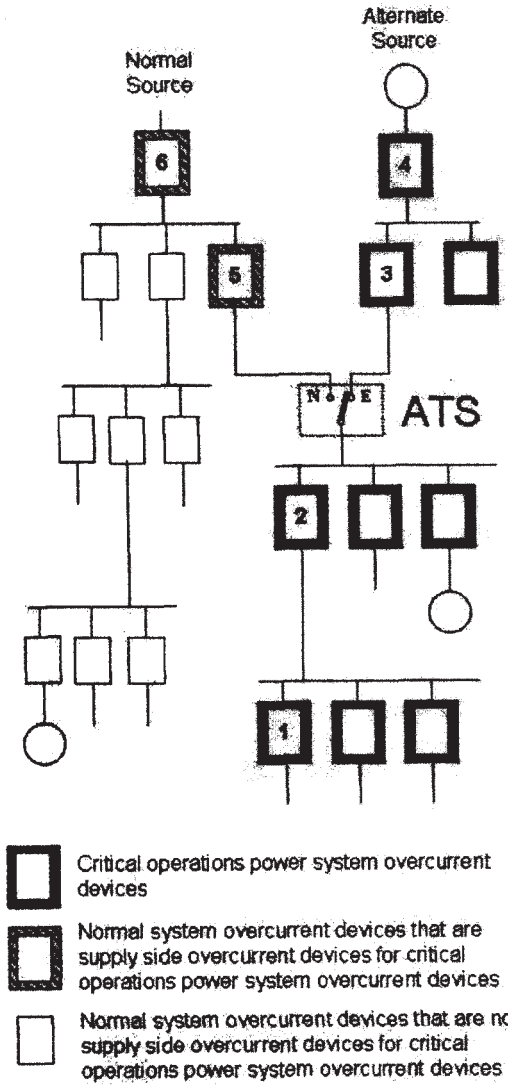 Alternate
Source
Normal
Source
6
4
5
3
N E
ATS
2
1
Critical operations power system overcurrent
devices
Normal system overcurrent devices that are
supply side overcurrent devices for critical
operations power system overcurrent devices
Normal system overcurrent devices that are no
supply side overcurrent devices for critical
operations power system overcurrent devices